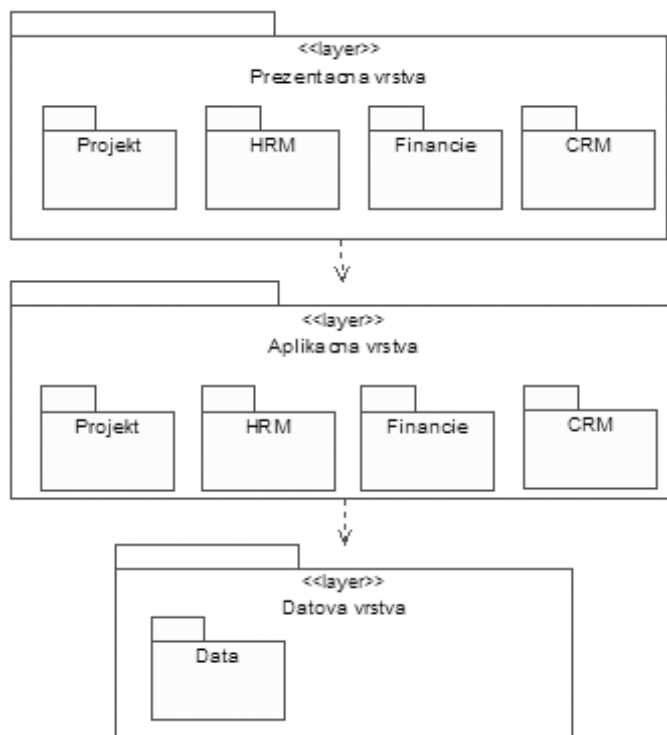 <<layer>>
Prezentacna vrstva
Projekt
HRM
Financie
CRM
<<layer>>
Aplikacna vrstva
Projekt
HRM
Financie
CRM
<<layer>>
Datova vrstva
Data